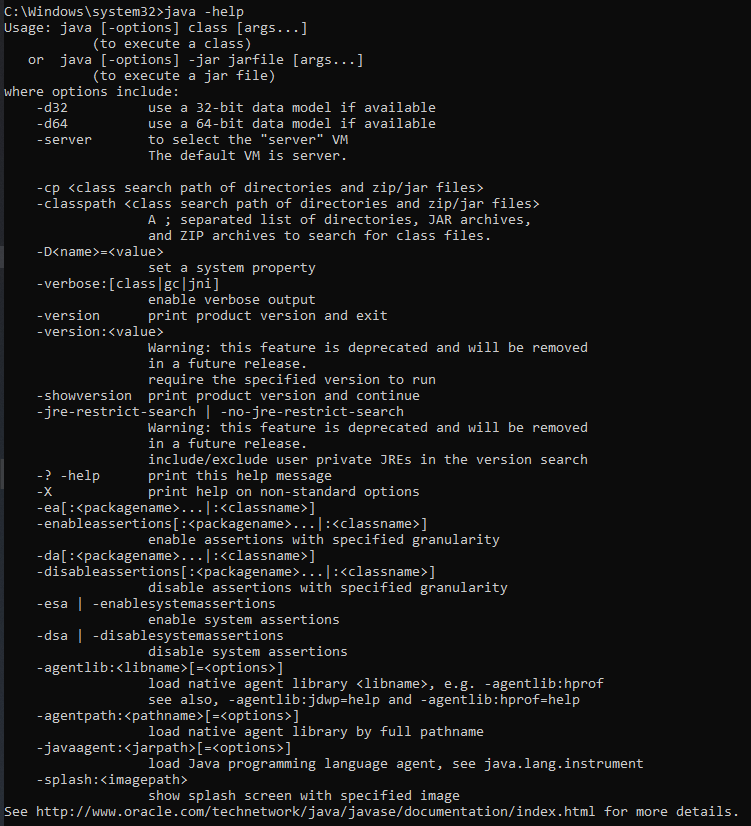 C:\Windows\system32>java -help
Usage: java [-options] class [args...]
           (to execute a class)
   or  java [-options] -jar jarfile [args...]
           (to execute a jar file)
where options include:
    -d32          use a 32-bit data model if available
    -d64          use a 64-bit data model if available
    -server       to select the "server" VM
                  The default VM is server.

    -cp <class search path of directories and zip/jar files>
    -classpath <class search path of directories and zip/jar files>
                  A ; separated list of directories, JAR archives,
                  and ZIP archives to search for class files.
    -D<name>=<value>
                  set a system property
    -verbose:[class|gc|jni]
                  enable verbose output
    -version      print product version and exit
    -version:<value>
                  Warning: this feature is deprecated and will be removed
                  in a future release.
                  require the specified version to run
    -showversion  print product version and continue
    -jre-restrict-search | -no-jre-restrict-search
                  Warning: this feature is deprecated and will be removed
                  in a future release.
                  include/exclude user private JREs in the version search
    -? -help      print this help message
    -X            print help on non-standard options
    -ea[:<packagename>...|:<classname>]
    -enableassertions[:<packagename>...|:<classname>]
                  enable assertions with specified granularity
    -da[:<packagename>...|:<classname>]
    -disableassertions[:<packagename>...|:<classname>]
                  disable assertions with specified granularity
    -esa | -enablesystemassertions
                  enable system assertions
    -dsa | -disablesystemassertions
                  disable system assertions
    -agentlib:<libname>[=<options>]
                  load native agent library <libname>, e.g. -agentlib:hprof
                  see also, -agentlib:jdwp=help and -agentlib:hprof=help
    -agentpath:<pathname>[=<options>]
                  load native agent library by full pathname
    -javaagent:<jarpath>[=<options>]
                  load Java programming language agent, see java.lang.instrument
    -splash:<imagepath>
                  show splash screen with specified image
See http://www.oracle.com/technetwork/java/javase/documentation/index.html for more details.